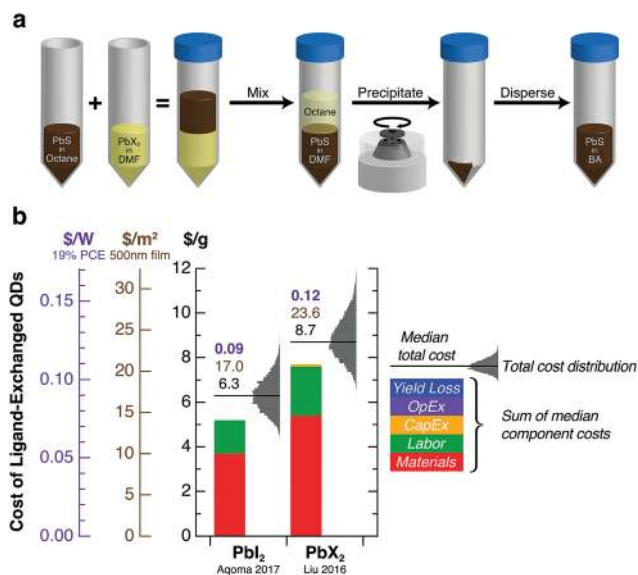 a
PbS
in
Octane
+
PbX₂
in
DMF
=
Mix
Octane
PbS
in
DMF
Precipitate
Disperse
PbS
in
BA
b
$/W
19% PCE
$/m²
500nm film
$/g
Cost of Ligand-Exchanged QDs
0.15
0.10
0.05
0.00
30
25
20
15
10
5
0
12
10
8
6
4
2
0
0.09
17.0
6.3
0.12
23.6
8.7
PbI₂
Aqoma 2017
PbX₂
Liu 2016
Median
total cost
Total cost distribution
Yield Loss
OpEx
CapEx
Labor
Materials
Sum of median
component costs